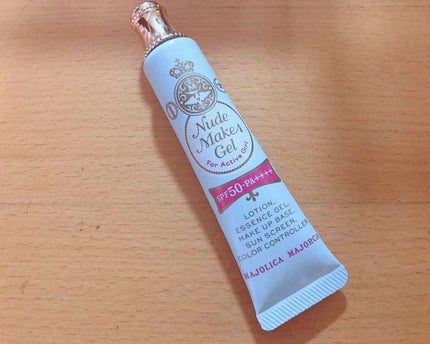 Nude
Make
Gel
For Active Girl
SPF50·PA++++
LOTION,
ESSENCE GEL,
MAKE UP BASE,
SUN SCREEN,
COLOR CONTROLLER
MAJOLICA MAJORCA